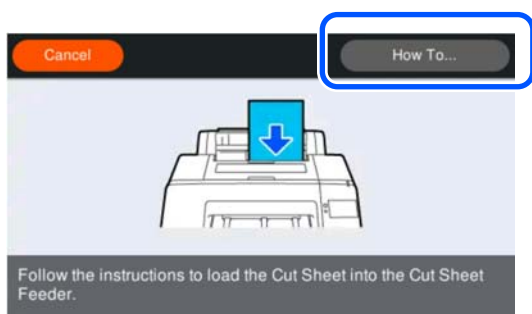 Cancel
How To...
Follow the instructions to load the Cut Sheet into the Cut Sheet
Feeder.